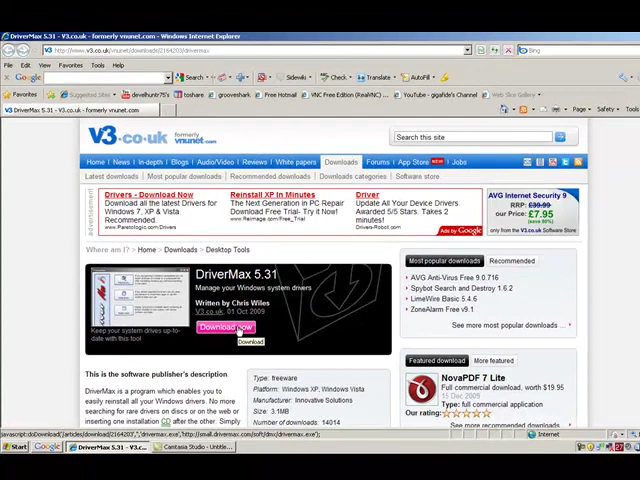 DriverMax 5.31 - V3.co.uk - formerly vnunet.com - Windows Internet Explorer
http://www.v3.co.uk/vnunet/downloads/2164203/drivermax
Bing
File Edit View Favorites Tools Help
Google Search Sidewiki Check Translate AutoFill
Favorites Suggested Sites develhuntr75's toshare grooveshark Free Hotmail VNC Free Edition (RealVNC) ... YouTube - ggafide's Channel Web Slice Gallery
DriverMax 5.31 - V3.co.uk - formerly vnunet.com
Page Safety Tools
V3.co.uk formerly vnunet.com
Search this site
Home News In-depth Blogs Audio/Video Reviews White papers Downloads Forums App Store NEW Jobs
Latest downloads Most popular downloads Recommended downloads Downloads categories Software store
advertisement
Drivers - Download Now
Download all the latest Drivers for Windows 7, XP & Vista Recommended.
www.Paretologic.com/Drivers
Reinstall XP In Minutes
The Next Generation in PC Repair
Download Free Trial- Try it Now!
www.Reimage.com/Free_Trial
Driver
Update All Your Device Drivers.
Awarded 5/5 Stars. Takes 2 minutes!
Drivers-Robot.com
Ads by Google
AVG Internet Security 9
RRP: £39.99
our Price: £7.95
only from the V3.co.uk Software Store
Where am I? Home Downloads Desktop Tools
DriverMax 5.31
Manage your Windows system drivers
Written by Chris Wiles
V3.co.uk, 01 Oct 2009
Download now
Download
Keep your system drives up-to-date with this tool
Most popular downloads Recommended
AVG Anti-Virus Free 9.0.716
Spybot Search and Destroy 1.6.2
LimeWire Basic 5.4.6
ZoneAlarm Free v9.1
See more most popular downloads ...
This is the software publisher's description.
DriverMax is a program which enables you to
easily reinstall all your Windows drivers. No more
searching for rare drivers on discs or on the web or
inserting one installation CD after the other. Simply
Type: freeware
Platform: Windows XP, Windows Vista
Manufacturer: Innovative Solutions
Size: 3.1MB
Number of downloads: 14014
Featured download More featured
NovaPDF 7 Lite
Full commercial download, worth $19.95
15 Dec 2009
Type: full commercial application
Our rating:
javascript:doDownload('/articles/download/2164203','','drivermax.exe','http://small.drivermax.com/soft/dmx/drivermax.exe');
Internet
Start Google DriverMax 5.31 - V3.c... Camtasia Studio - Untitle...